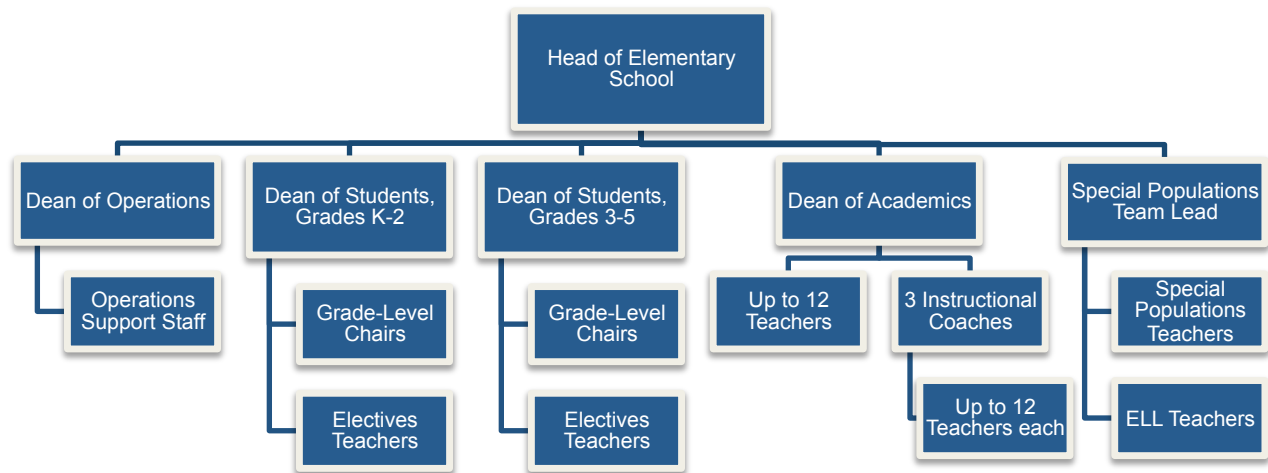 Head of Elementary
School
Dean of Operations
Dean of Students,
Grades K-2
Dean of Students,
Grades 3-5
Dean of Academics
Special Populations
Team Lead
Operations
Support Staff
Grade-Level
Chairs
Electives
Teachers
Grade-Level
Chairs
Electives
Teachers
Up to 12
Teachers
3 Instructional
Coaches
Up to 12
Teachers each
Special
Populations
Teachers
ELL Teachers